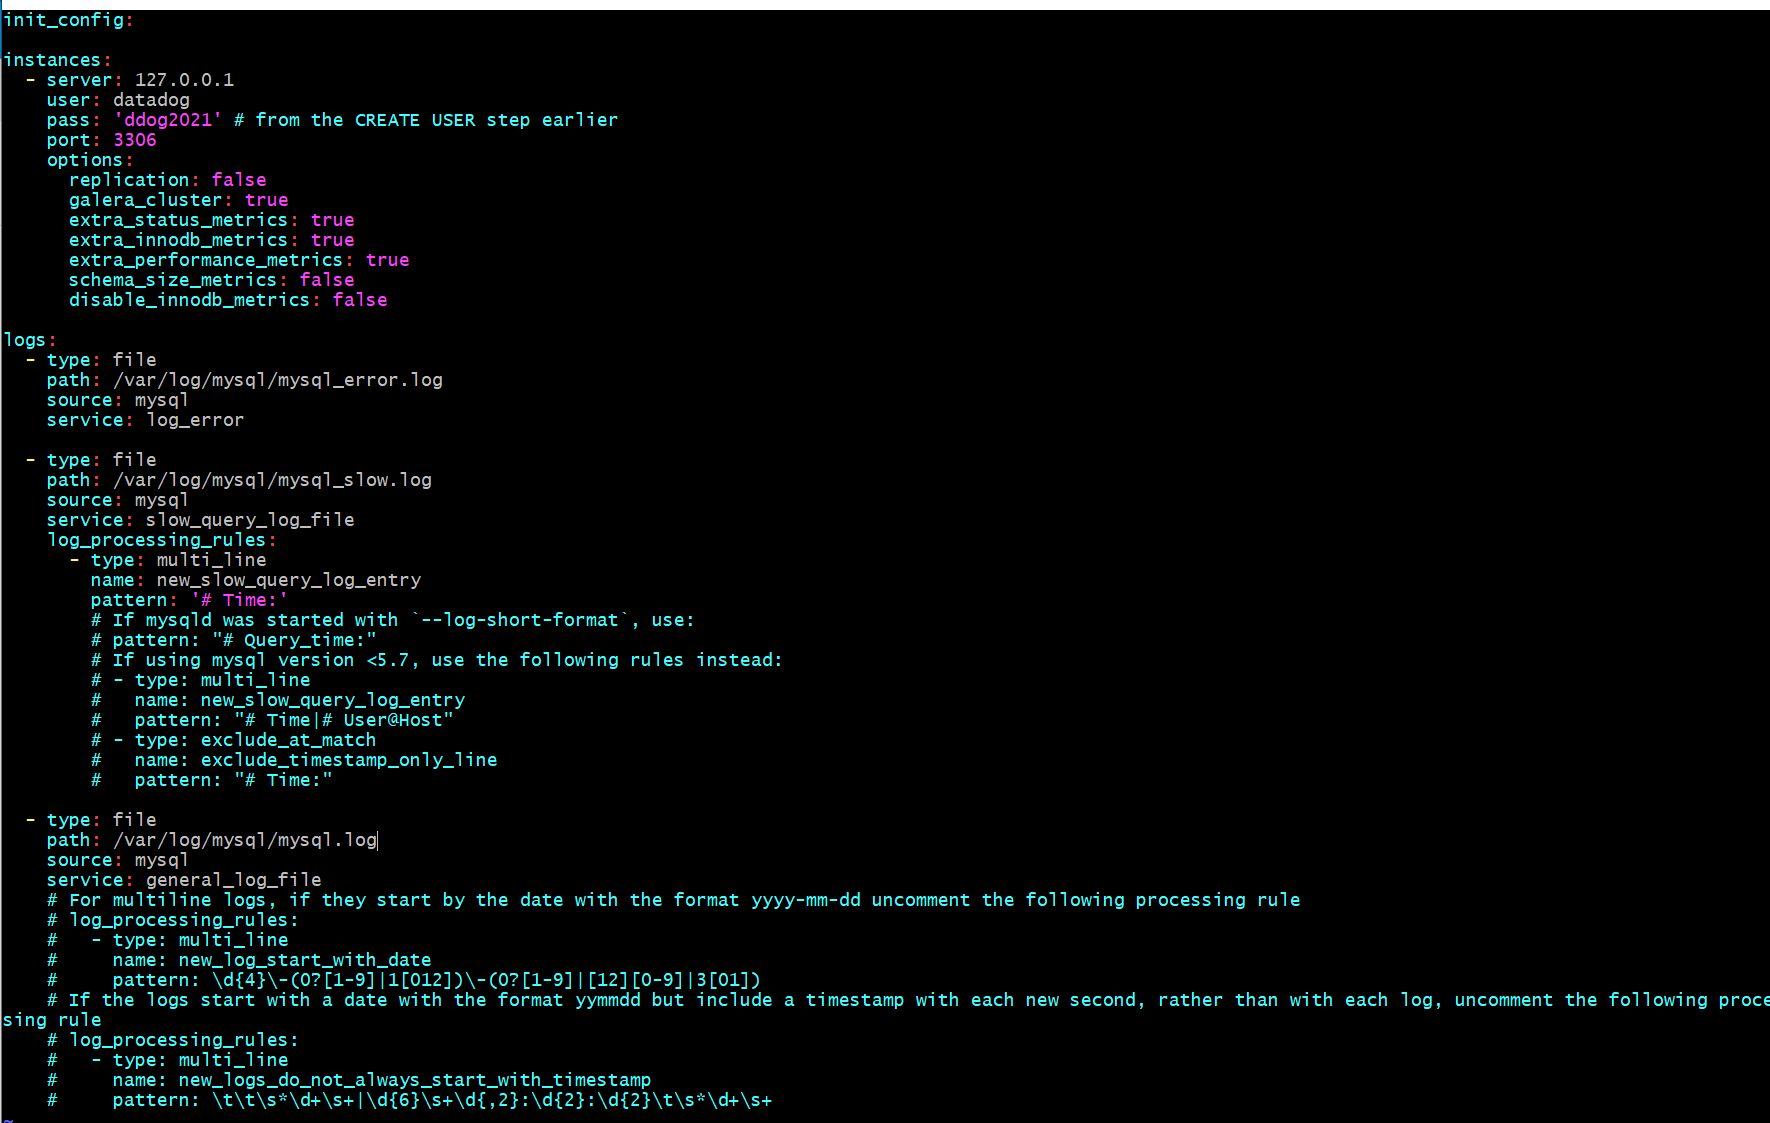 init_config:

instances:
  - server: 127.0.0.1
    user: datadog
    pass: 'ddog2021' # from the CREATE USER step earlier
    port: 3306
    options:
      replication: false
      galera_cluster: true
      extra_status_metrics: true
      extra_innodb_metrics: true
      extra_performance_metrics: true
      schema_size_metrics: false
      disable_innodb_metrics: false

logs:
  - type: file
    path: /var/log/mysql/mysql_error.log
    source: mysql
    service: log_error

  - type: file
    path: /var/log/mysql/mysql_slow.log
    source: mysql
    service: slow_query_log_file
    log_processing_rules:
      - type: multi_line
        name: new_slow_query_log_entry
        pattern: '# Time:'
        # If mysqld was started with `--log-short-format`, use:
        # pattern: "# Query_time:"
        # If using mysql version <5.7, use the following rules instead:
        # - type: multi_line
        #   name: new_slow_query_log_entry
        #   pattern: "# Time|# User@Host"
        # - type: exclude_at_match
        #   name: exclude_timestamp_only_line
        #   pattern: "# Time:"

  - type: file
    path: /var/log/mysql/mysql.log
    source: mysql
    service: general_log_file
    # For multiline logs, if they start by the date with the format yyyy-mm-dd uncomment the following processing rule
    # log_processing_rules:
    #   - type: multi_line
    #     name: new_log_start_with_date
    #     pattern: \d{4}\-(0?[1-9]|1[012])\-(0?[1-9]|[12][0-9]|3[01])
    # If the logs start with a date with the format yymmdd but include a timestamp with each new second, rather than with each log, uncomment the following proce
sing rule
    # log_processing_rules:
    #   - type: multi_line
    #     name: new_logs_do_not_always_start_with_timestamp
    #     pattern: \t\t\s*\d+\s+|\d{6}\s+\d{,2}:\d{2}:\d{2}\t\s*\d+\s+
~